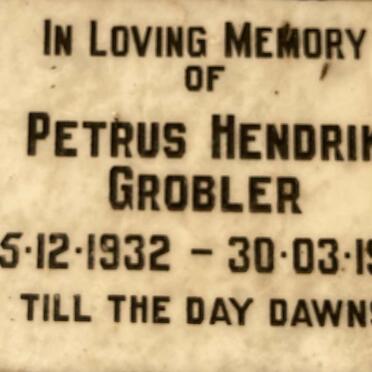 IN LOVING MEMORY
OF
PETRUS HENDRIK
GROBLER
5·12·1932 – 30·03·19
TILL THE DAY DAWNS